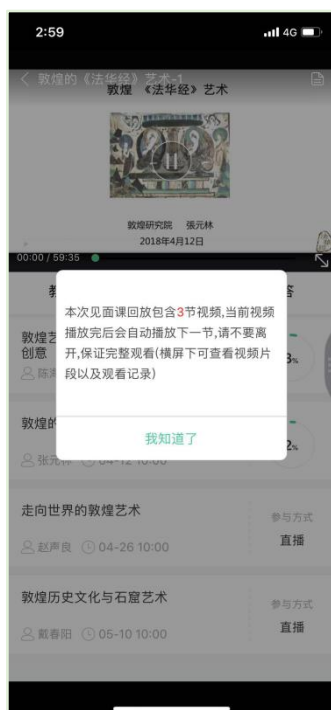 2:59
4G
敦煌的《法华经》艺术-1
敦煌 《法华经》艺术
敦煌研究院 張元林
2018年4月12日
00:00 / 59:35
本次见面课回放包含3节视频,当前视频
播放完后会自动播放下一节,请不要离
开,保证完整观看(横屏下可查看视频片
段以及观看记录)
我知道了
敦煌艺
创意
敦煌的
张元林 04-12 10:00
走向世界的敦煌艺术
参与方式
赵声良 04-26 10:00
直播
敦煌历史文化与石窟艺术
参与方式
戴春阳 05-10 10:00
直播